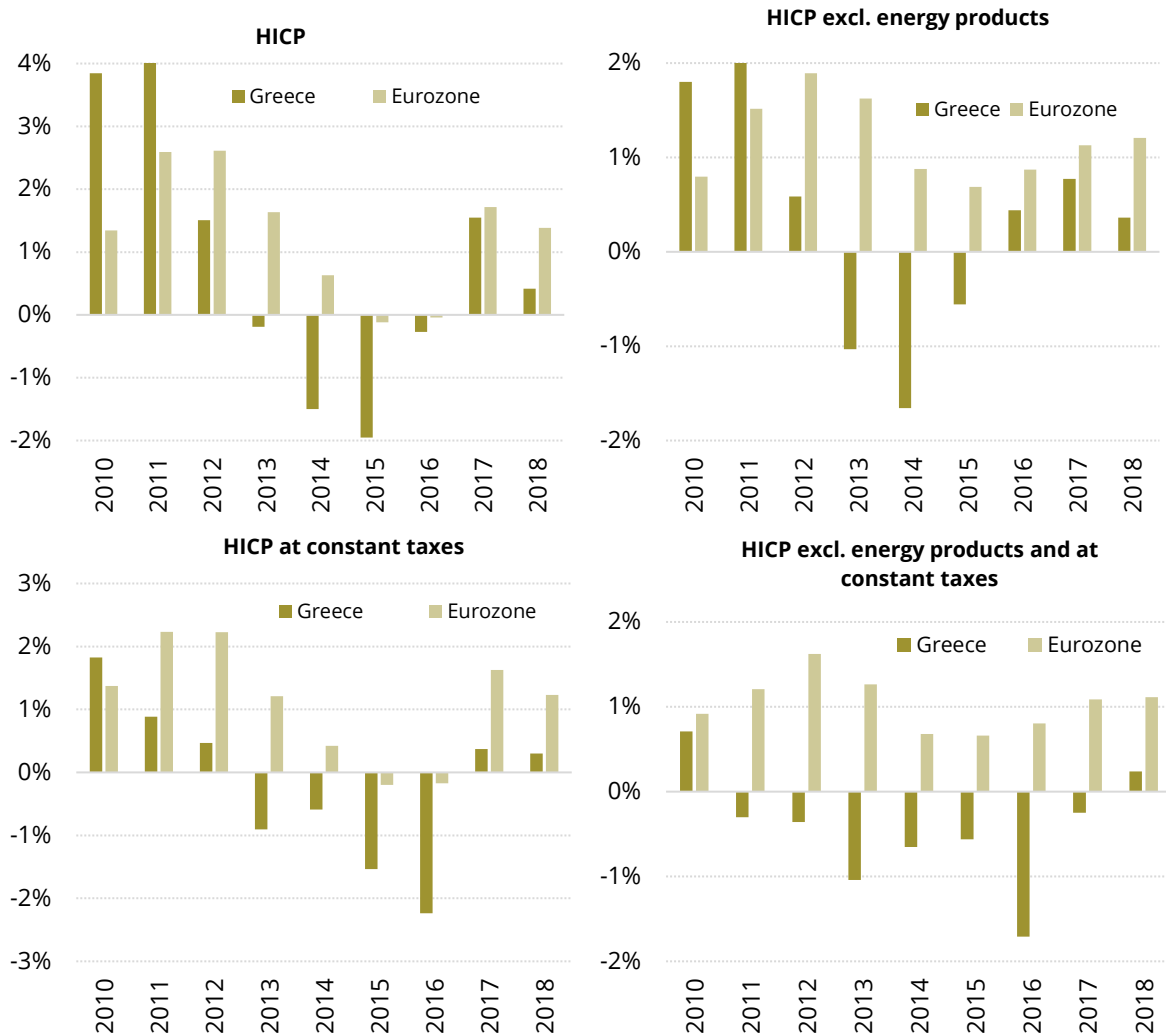 HICP
4%
3%
2%
1%
0%
-1%
-2%
Greece Eurozone
2010 2011 2012 2013 2014 2015 2016 2017 2018
HICP excl. energy products
2%
1%
0%
-1%
-2%
Greece Eurozone
2010 2011 2012 2013 2014 2015 2016 2017 2018
HICP at constant taxes
3%
2%
1%
0%
-1%
-2%
-3%
Greece Eurozone
2010 2011 2012 2013 2014 2015 2016 2017 2018
HICP excl. energy products and at
constant taxes
2%
1%
0%
-1%
-2%
Greece Eurozone
2010 2011 2012 2013 2014 2015 2016 2017 2018